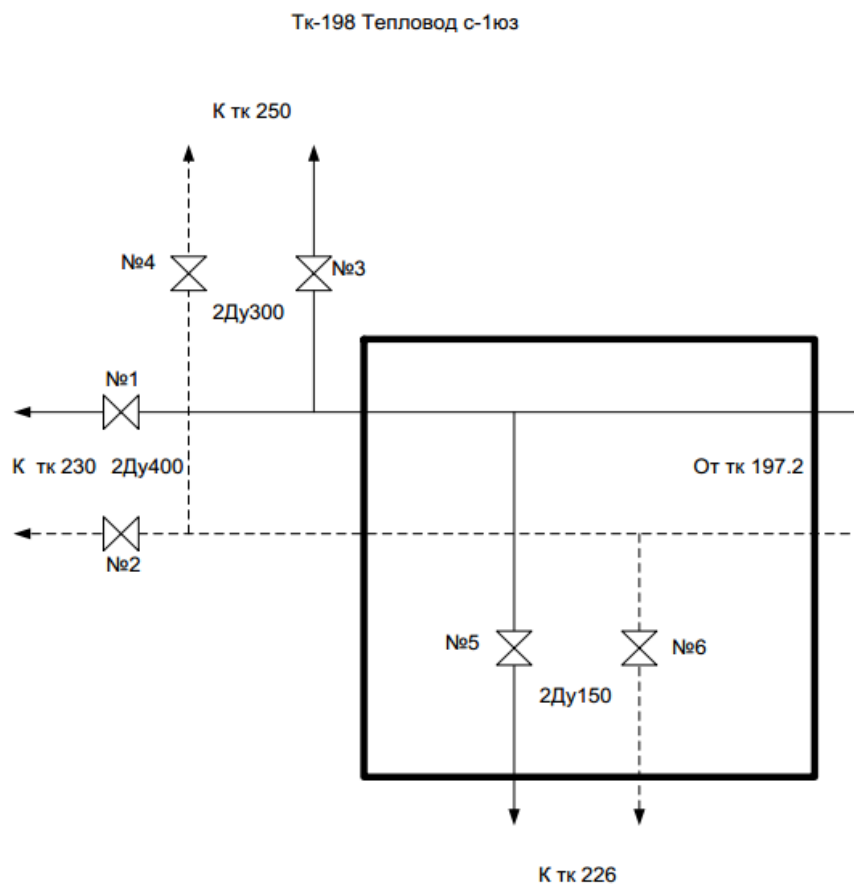 Тк-198 Тепловод с-1юз
К тк 250
№4
№3
2Ду300
№1
К тк 230 2Ду400
От тк 197.2
№2
№5
№6
2Ду150
К тк 226